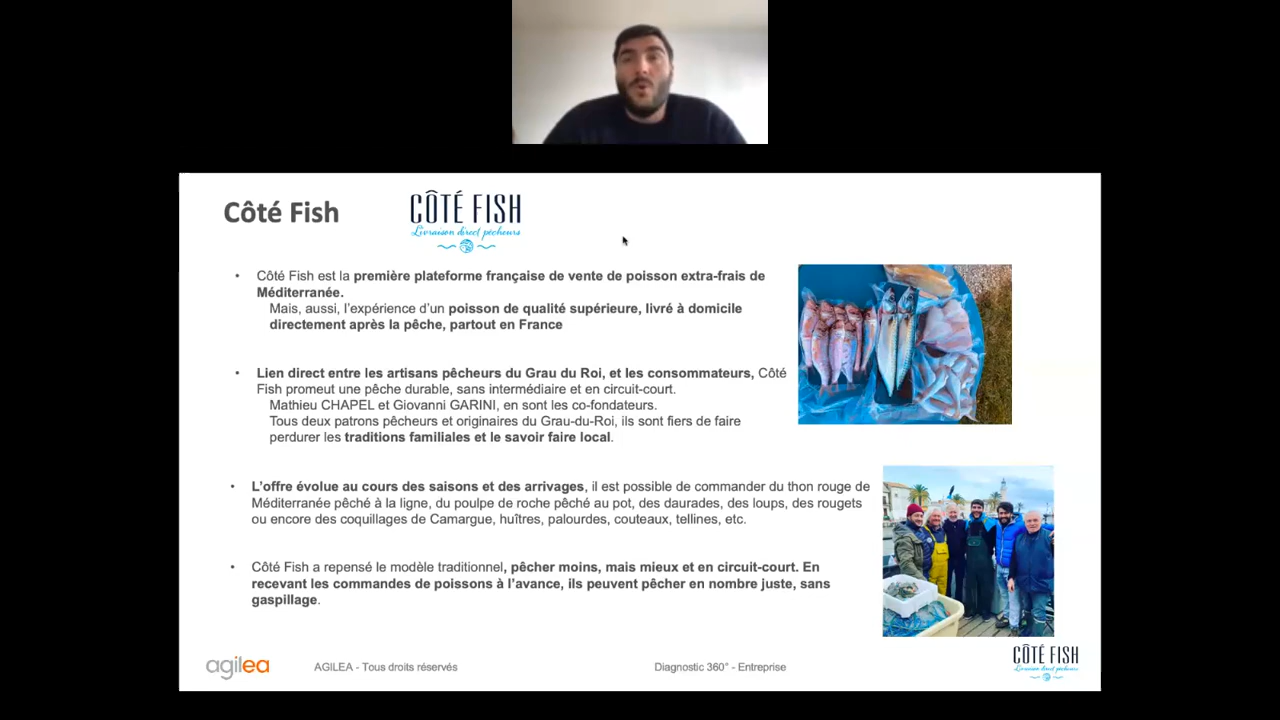 Côté Fish
CÔTÉ FISH
Livraison direct pêcheurs
• Côté Fish est la première plateforme française de vente de poisson extra-frais de
Méditerranée.
Mais, aussi, l'expérience d'un poisson de qualité supérieure, livré à domicile
directement après la pêche, partout en France
• Lien direct entre les artisans pêcheurs du Grau du Roi, et les consommateurs, Côté
Fish promeut une pêche durable, sans intermédiaire et en circuit-court.
Mathieu CHAPEL et Giovanni GARINI, en sont les co-fondateurs.
Tous deux patrons pêcheurs et originaires du Grau-du-Roi, ils sont fiers de faire
perdurer les traditions familiales et le savoir faire local.
• L'offre évolue au cours des saisons et des arrivages, il est possible de commander du thon rouge de
Méditerranée pêché à la ligne, du poulpe de roche pêché au pot, des daurades, des loups, des rougets
ou encore des coquillages de Camargue, huîtres, palourdes, couteaux, tellines, etc.
• Côté Fish a repensé le modèle traditionnel, pêcher moins, mais mieux et en circuit-court. En
recevant les commandes de poissons à l'avance, ils peuvent pêcher en nombre juste, sans
gaspillage.
agilea
AGILEA - Tous droits réservés
Diagnostic 360° - Entreprise
CÔTÉ FISH
Livraison direct pêcheurs